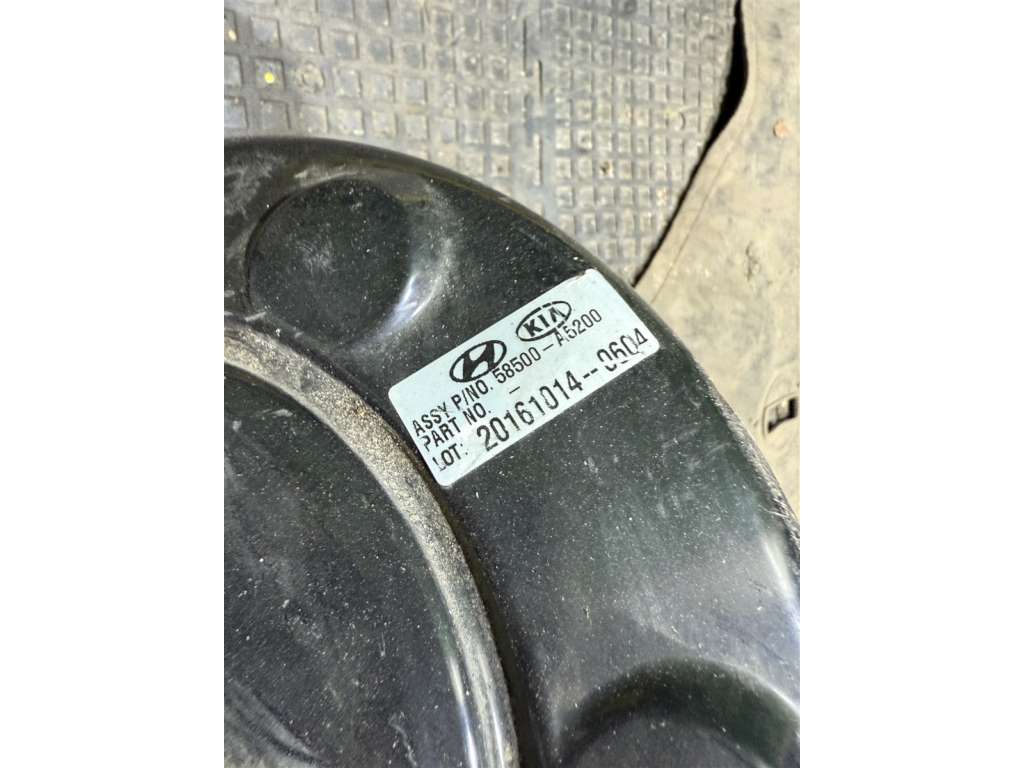 KIA
ASSY P/NO. 58500-A5200
PART NO. -
LOT: 20161014--0604